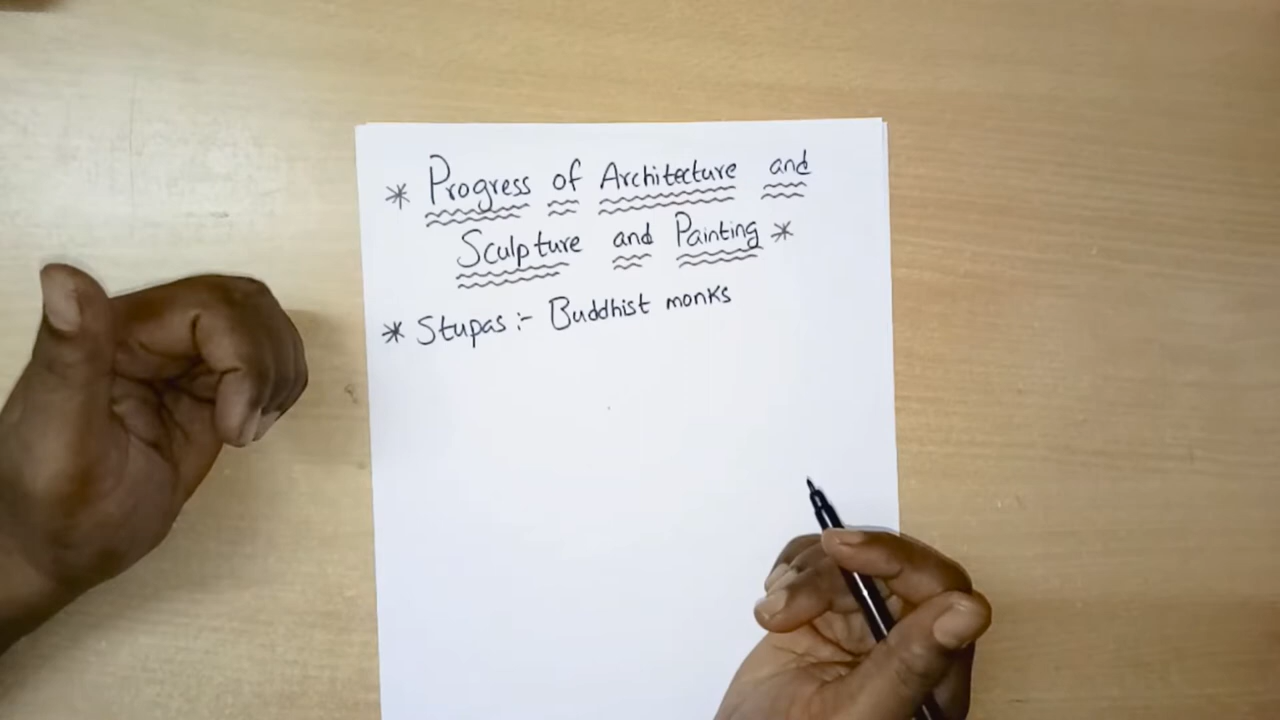 * Progress of Architecture and
Sculpture and Painting *
* Stupas :- Buddhist monks